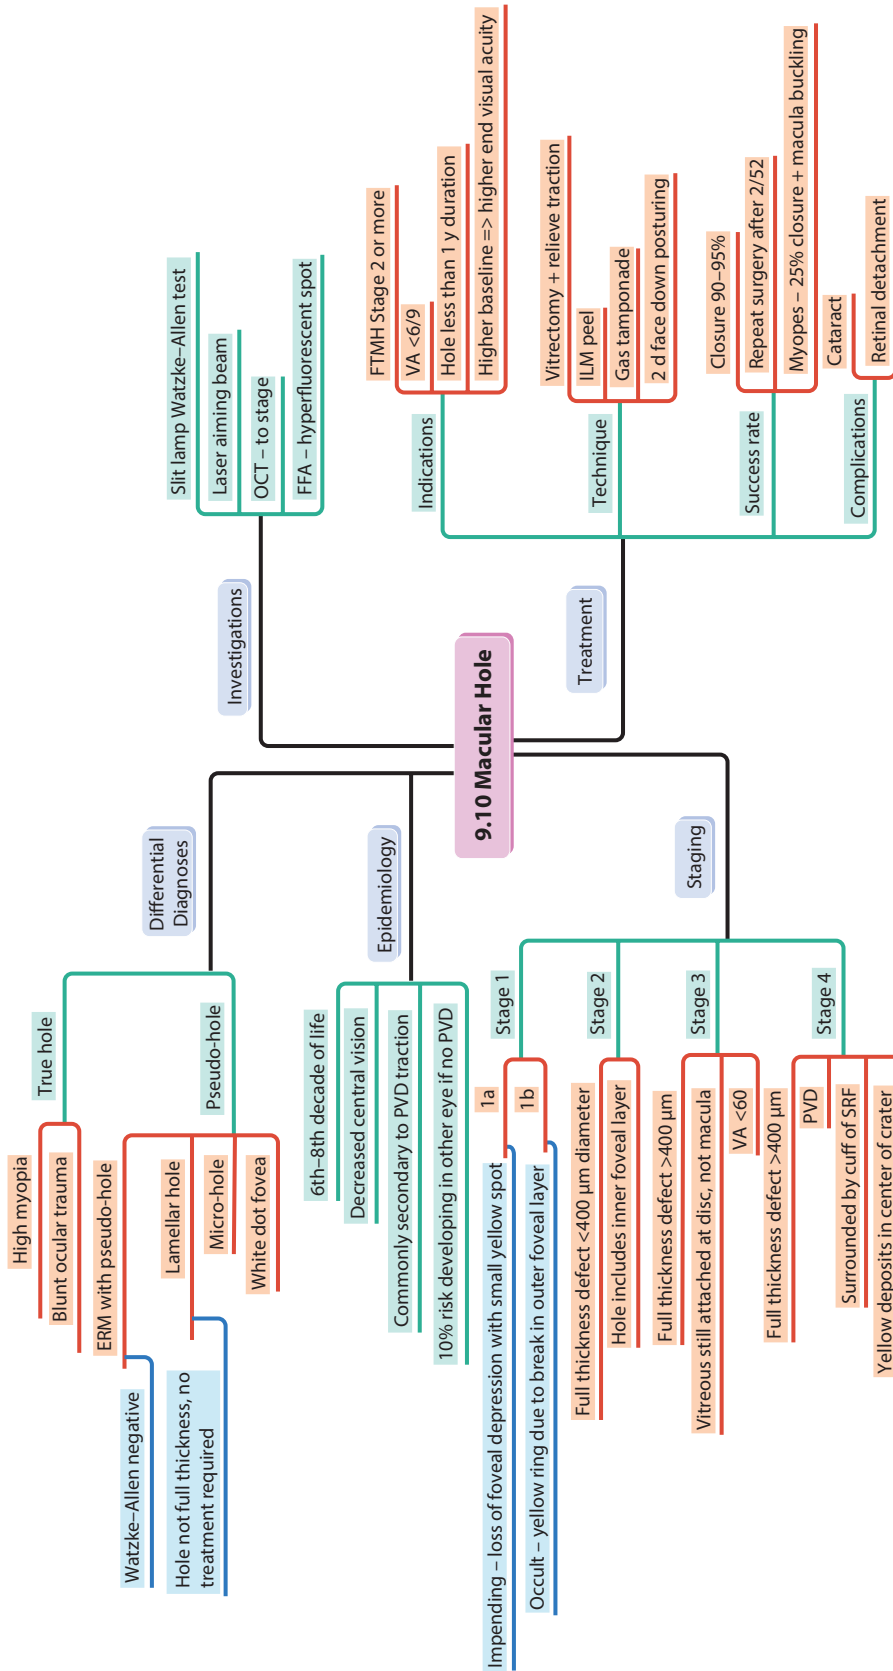 9.10 Macular Hole
Differential
Diagnoses
True hole
High myopia
Blunt ocular trauma
Pseudo-hole
ERM with pseudo-hole
Watzke–Allen negative
Lamellar hole
Hole not full thickness, no
treatment required
Micro-hole
White dot fovea
Epidemiology
6th–8th decade of life
Decreased central vision
Commonly secondary to PVD traction
10% risk developing in other eye if no PVD
Staging
Stage 1
1a
Impending – loss of foveal depression with small yellow spot
1b
Occult – yellow ring due to break in outer foveal layer
Stage 2
Full thickness defect <400 µm diameter
Hole includes inner foveal layer
Stage 3
Full thickness defect >400 µm
Vitreous still attached at disc, not macula
VA <60
Stage 4
Full thickness defect >400 µm
PVD
Surrounded by cuff of SRF
Yellow deposits in center of crater
Investigations
Slit lamp Watzke–Allen test
Laser aiming beam
OCT – to stage
FFA – hyperfluorescent spot
Treatment
Indications
FTMH Stage 2 or more
VA <6/9
Hole less than 1 y duration
Higher baseline => higher end visual acuity
Technique
Vitrectomy + relieve traction
ILM peel
Gas tamponade
2 d face down posturing
Success rate
Closure 90–95%
Repeat surgery after 2/52
Myopes – 25% closure + macula buckling
Complications
Cataract
Retinal detachment